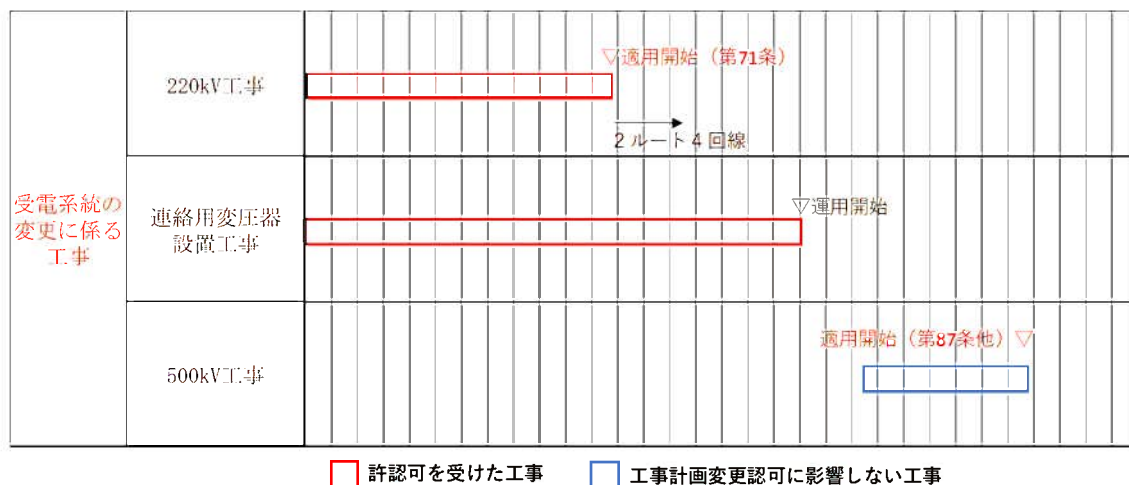 受電系統の
変更に係る
工事
220kV工事
▽適用開始(第71条)
2 ルート 4 回線
連絡用変圧器
設置工事
▽運用開始
500kV工事
適用開始(第87条他)▽
許認可を受けた工事
工事計画変更認可に影響しない工事